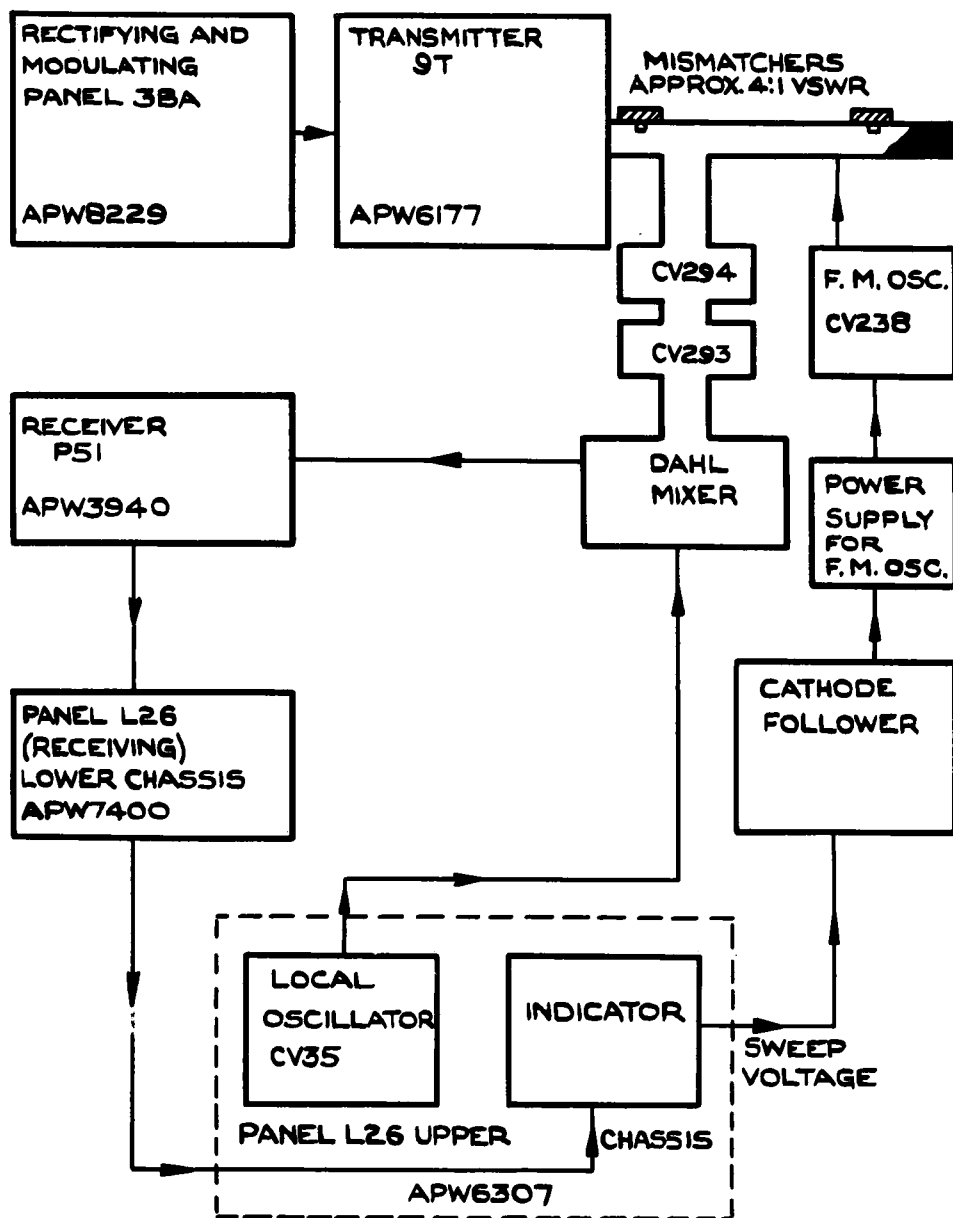 RECTIFYING AND
MODULATING
PANEL 3BA
APW8229
TRANSMITTER
9T
APW6177
MISMATCHERS
APPROX. 4:1 VSWR
CV294
CV293
F. M. OSC.
CV238
RECEIVER
P51
APW3940
DAHL
MIXER
POWER
SUPPLY
FOR
F. M. OSC.
PANEL L26
(RECEIVING)
LOWER CHASSIS
APW7400
CATHODE
FOLLOWER
LOCAL
OSCILLATOR
CV35
INDICATOR
SWEEP
VOLTAGE
PANEL L26 UPPER CHASSIS
APW6307